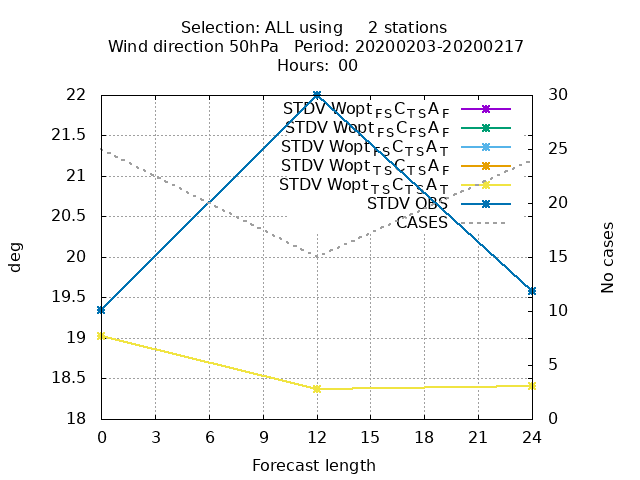 Selection: ALL using 2 stations
Wind direction 50hPa Period: 20200203-20200217
Hours: 00
22
21.5
21
20.5
20
19.5
19
18.5
18
deg
STDV Wopt_FS C_TS A_F
STDV Wopt_FS C_FS A_F
STDV Wopt_FS C_TS A_T
STDV Wopt_TS C_TS A_F
STDV Wopt_TS C_TS A_T
STDV OBS
CASES
30
25
20
15
10
5
0
No cases
0 3 6 9 12 15 18 21 24
Forecast length